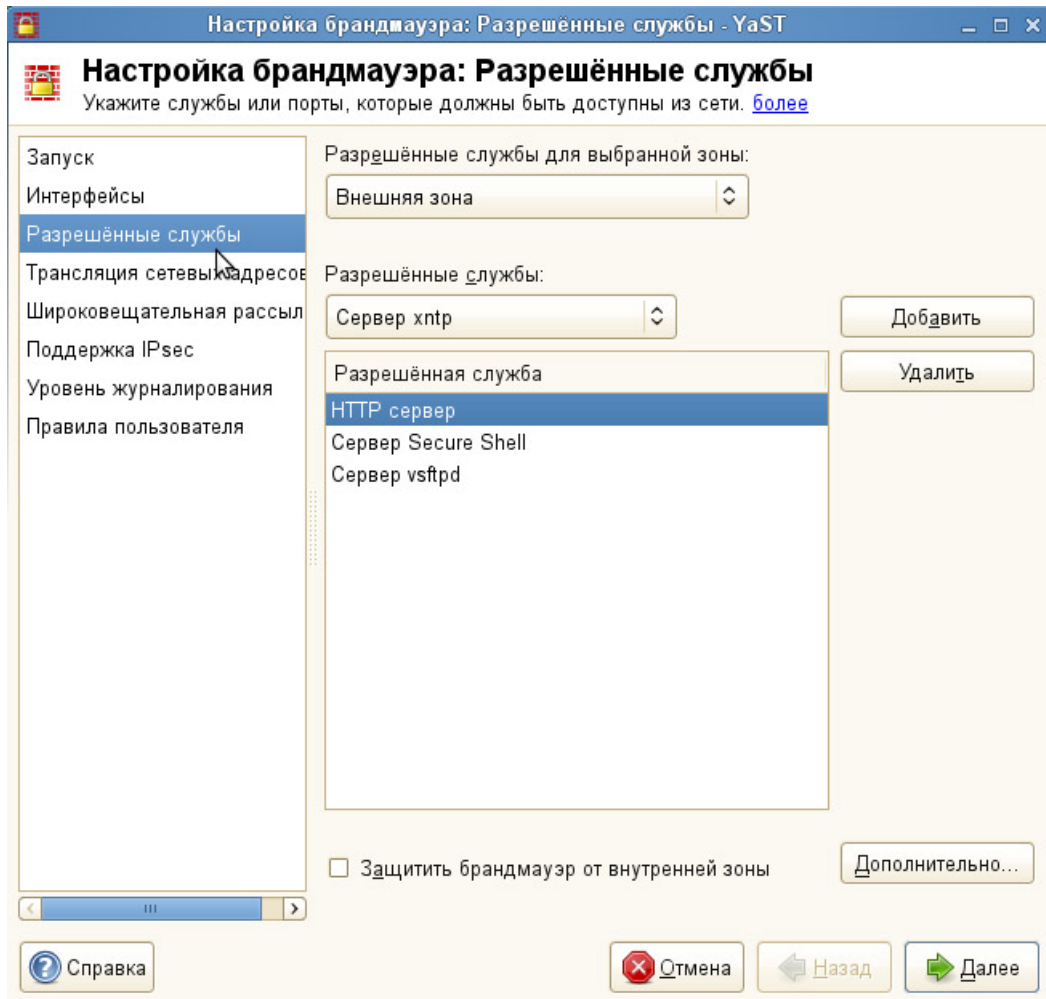 Настройка брандмауэра: Разрешённые службы - YaST
Настройка брандмауэра: Разрешённые службы
Укажите службы или порты, которые должны быть доступны из сети. более
Запуск
Интерфейсы
Разрешённые службы
Трансляция сетевых адресов
Широковещательная рассыл
Поддержка IPsec
Уровень журналирования
Правила пользователя
Разрешённые службы для выбранной зоны:
Внешняя зона
Разрешённые службы:
Сервер xntp
Добавить
Удалить
Разрешённая служба
HTTP сервер
Сервер Secure Shell
Сервер vsftpd
Защитить брандмауэр от внутренней зоны
Дополнительно...
Справка
Отмена
Назад
Далее